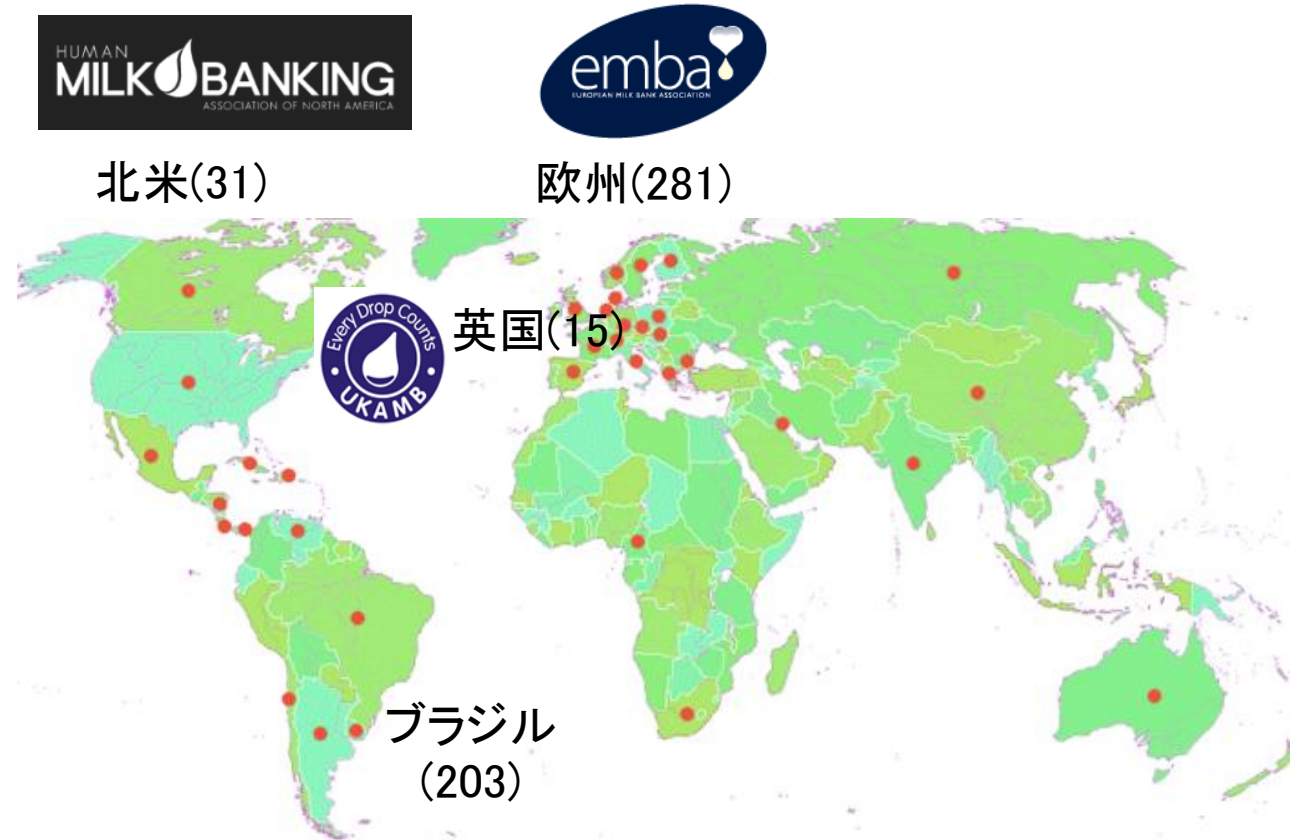 HUMAN
MILK BANKING
ASSOCIATION OF NORTH AMERICA
emba
EUROPEAN MILK BANK ASSOCIATION
北米(31)
欧州(281)
Every Drop Counts
UKAMB
英国(15)
ブラジル
(203)